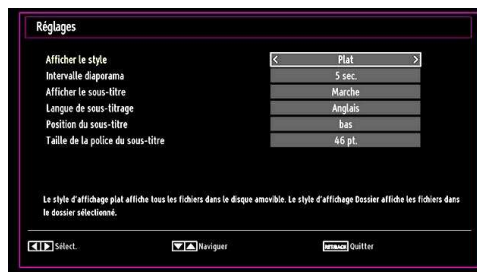 Réglages
Afficher le style < Plat >
Intervalle diaporama 5 sec.
Afficher le sous-titre Marche
Langue de sous-titrage Anglais
Position du sous-titre bas
Taille de la police du sous-titre 46 pt.
Le style d'affichage plat affiche tous les fichiers dans le disque amovible. Le style d'affichage Dossier affiche les fichiers dans
le dossier sélectionné.
Sélect. Naviguer RETBACK Quitter